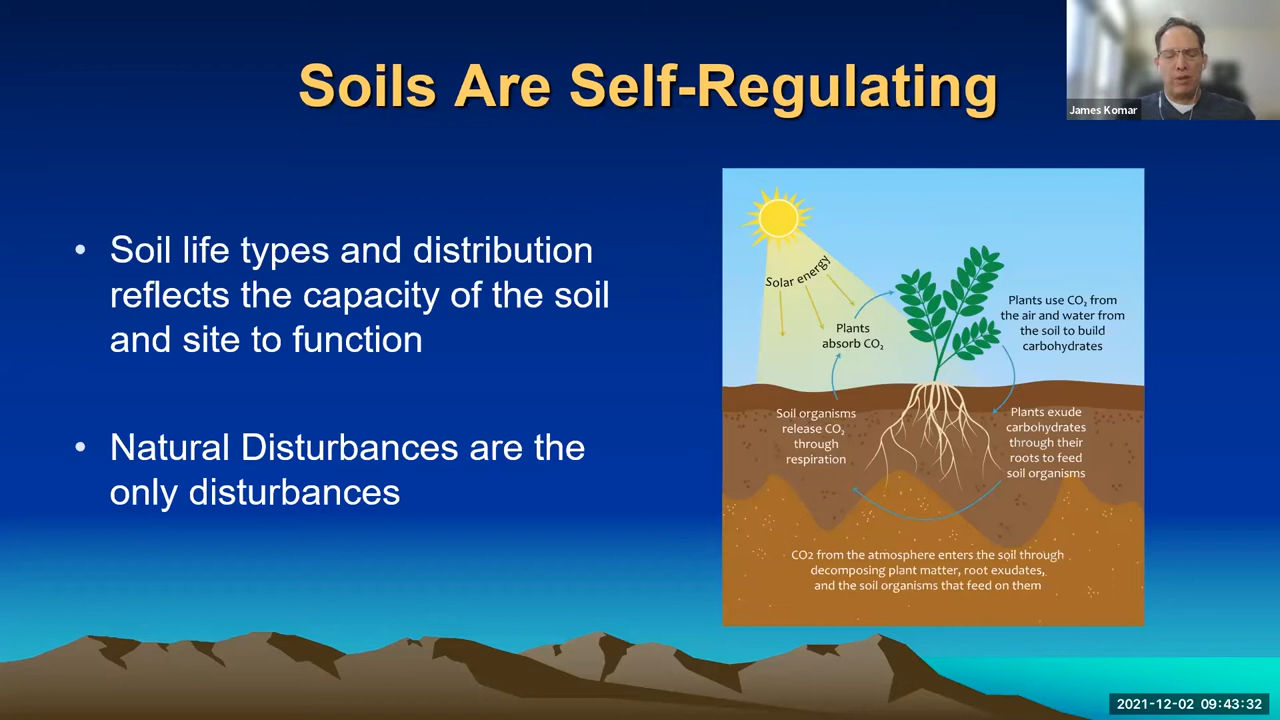 Soils Are Self-Regulating
James Komar
• Soil life types and distribution
reflects the capacity of the soil
and site to function
• Natural Disturbances are the
only disturbances
Solar energy
Plants
absorb CO₂
Plants use CO₂ from
the air and water from
the soil to build
carbohydrates
Soil organisms
release CO₂
through
respiration
Plants exude
carbohydrates
through their
roots to feed
soil organisms
CO2 from the atmosphere enters the soil through
decomposing plant matter, root exudates,
and the soil organisms that feed on them
2021-12-02 09:43:32